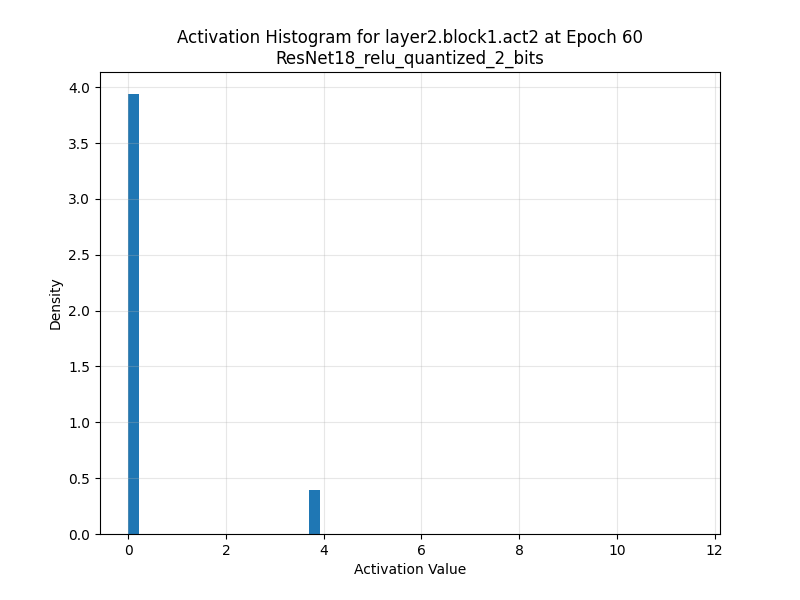 Activation Histogram for layer2.block1.act2 at Epoch 60
ResNet18_relu_quantized_2_bits
4.0
3.5
3.0
2.5
2.0
1.5
1.0
0.5
0.0
Density
0 2 4 6 8 10 12
Activation Value